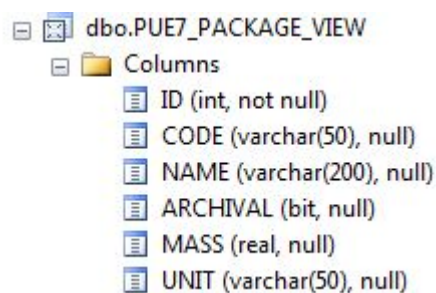 dbo.PUE7_PACKAGE_VIEW
Columns
ID (int, not null)
CODE (varchar(50), null)
NAME (varchar(200), null)
ARCHIVAL (bit, null)
MASS (real, null)
UNIT (varchar(50), null)